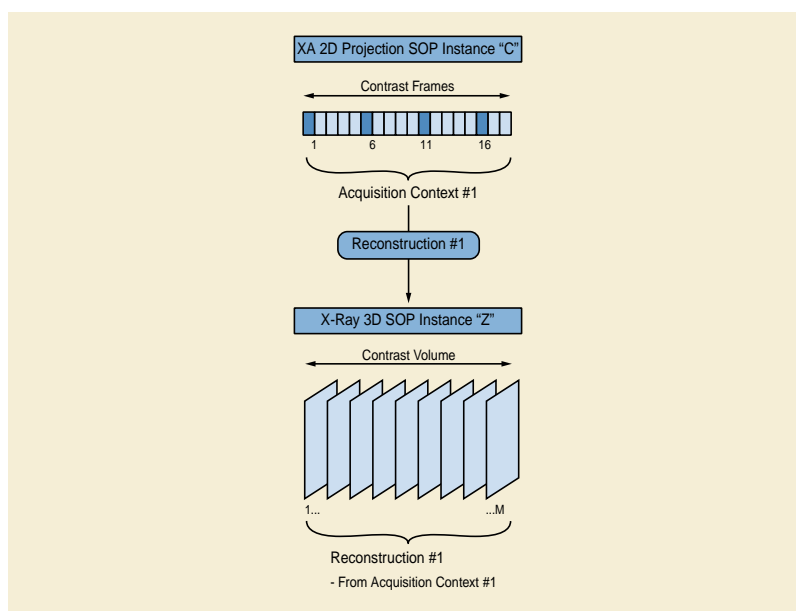 XA 2D Projection SOP Instance “C”
Contrast Frames
1 6 11 16
Acquisition Context #1
Reconstruction #1
X-Ray 3D SOP Instance “Z”
Contrast Volume
1... ...M
Reconstruction #1
- From Acquisition Context #1